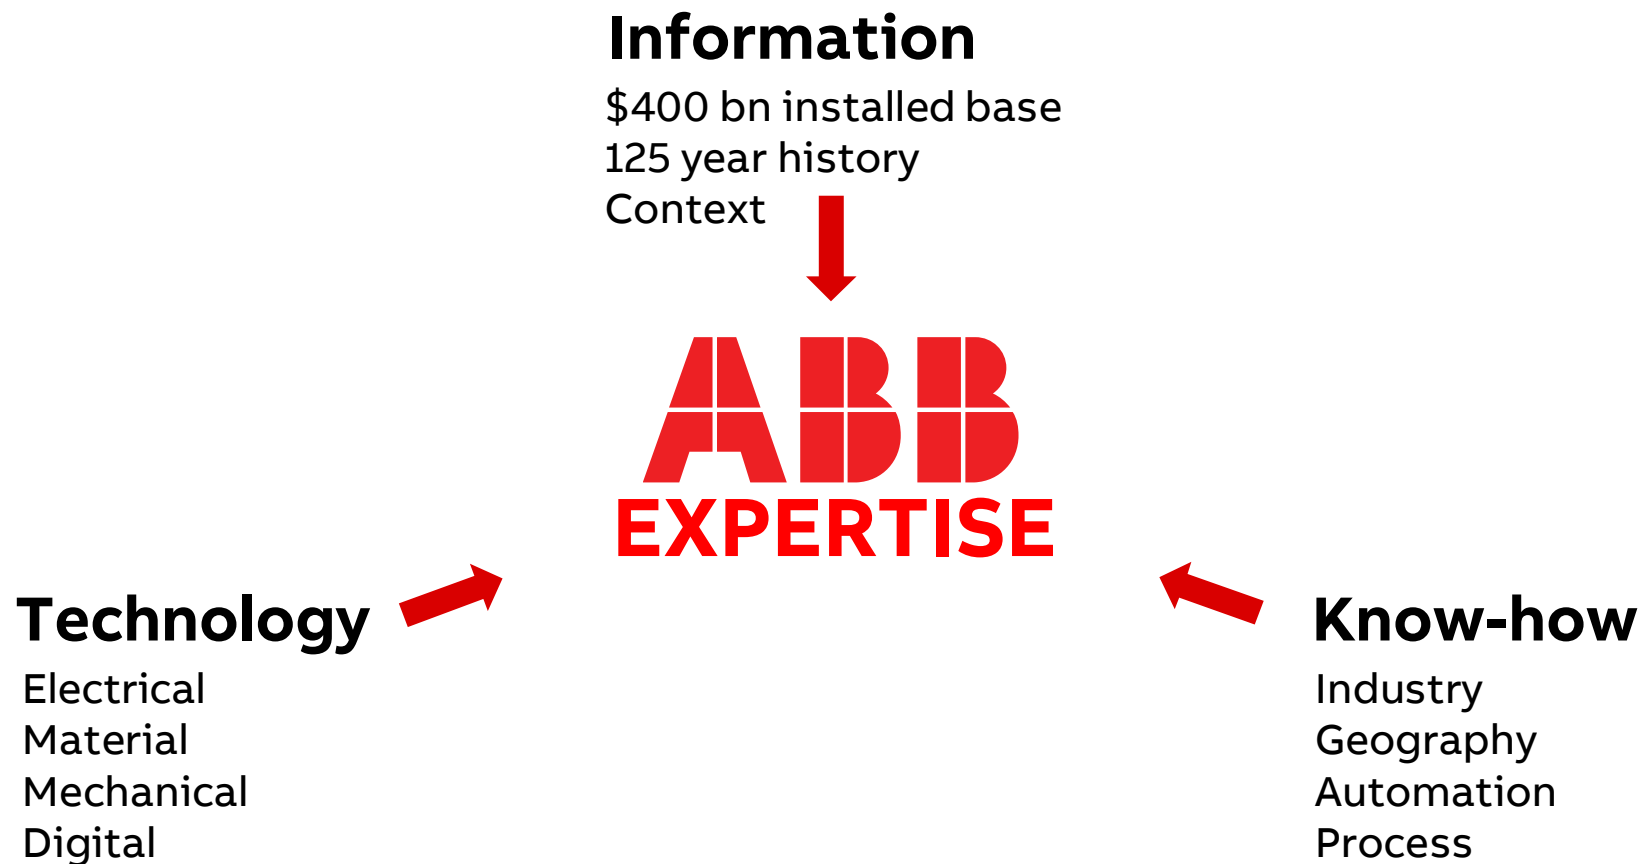 Information
$400 bn installed base
125 year history
Context
ABB
EXPERTISE
Technology
Electrical
Material
Mechanical
Digital
Know-how
Industry
Geography
Automation
Process